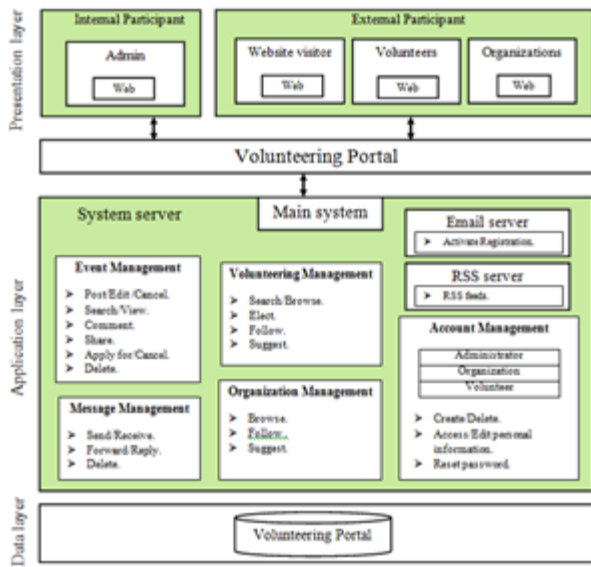 Presentation layer
Internal Participant
Admin
Web
External Participant
Website visitor
Web
Volunteers
Web
Organizations
Web
Volunteering Portal
Application layer
System server
Main system
Email server
➤ Activate Registration.
RSS server
➤ RSS feeds.
Event Management
➤ Post/Edit /Cancel.
➤ Search/View.
➤ Comment.
➤ Share.
➤ Apply for/Cancel.
➤ Delete.
Volunteering Management
➤ Search/Browse.
➤ Elect.
➤ Follow.
➤ Suggest.
Account Management
Administrator
Organization
Volunteer
➤ Create/Delete.
➤ Access/Edit personal
information.
➤ Reset password.
Message Management
➤ Send/Receive.
➤ Forward/Reply.
➤ Delete.
Organization Management
➤ Browse.
➤ Follow.
➤ Suggest.
Data layer
Volunteering Portal